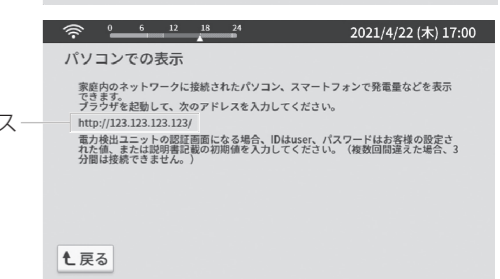 0 6 12 18 24 2021/4/22 (木) 17:00
パソコンでの表示
家庭内のネットワークに接続されたパソコン、スマートフォンで発電量などを表示
できます。
ブラウザを起動して、次のアドレスを入力してください。
ス
http://123.123.123.123/
電力検出ユニットの認証画面になる場合、IDはuser、パスワードはお客様の設定さ
れた値、または説明書記載の初期値を入力してください。（複数回間違えた場合、3
分間は接続できません。）
戻る